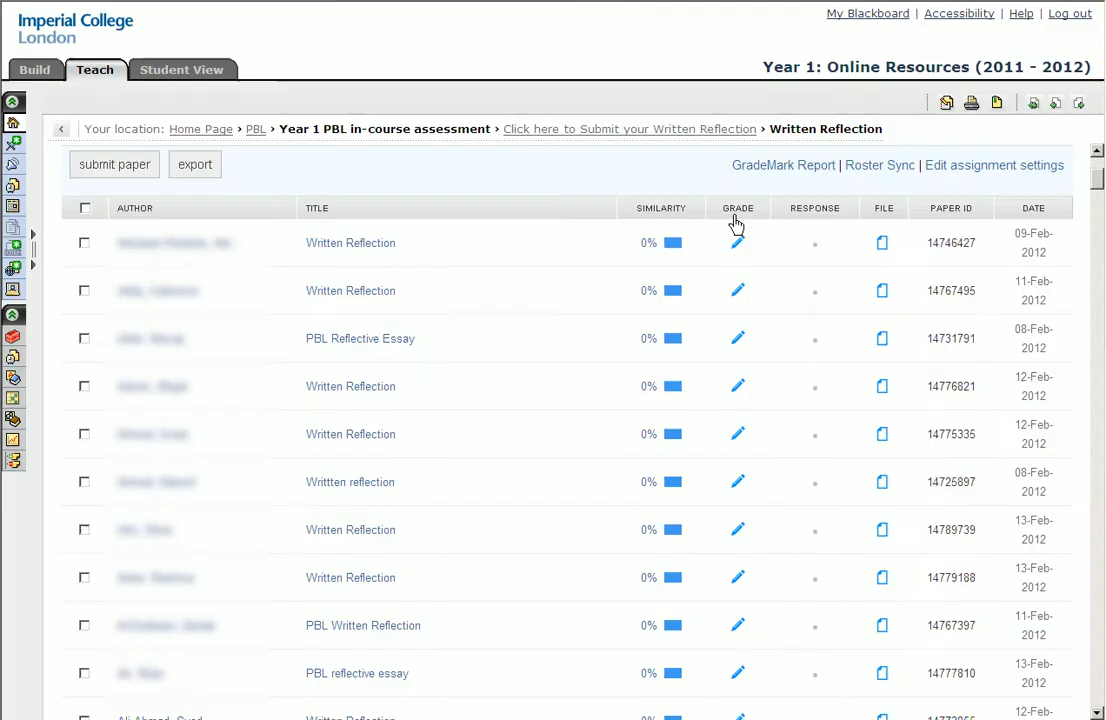 Imperial College
London
My Blackboard | Accessibility | Help | Log out
Build Teach Student View
Year 1: Online Resources (2011 - 2012)
Your location: Home Page › PBL › Year 1 PBL in-course assessment › Click here to Submit your Written Reflection › Written Reflection
submit paper export
GradeMark Report | Roster Sync | Edit assignment settings
AUTHOR TITLE SIMILARITY GRADE RESPONSE FILE PAPER ID DATE
Written Reflection 0% 14746427 09-Feb-
2012
Written Reflection 0% 14767495 11-Feb-
2012
PBL Reflective Essay 0% 14731791 08-Feb-
2012
Written Reflection 0% 14776821 12-Feb-
2012
Written Reflection 0% 14775335 12-Feb-
2012
Writtten reflection 0% 14725897 08-Feb-
2012
Written Reflection 0% 14789739 13-Feb-
2012
Written Reflection 0% 14779188 13-Feb-
2012
PBL Written Reflection 0% 14767397 11-Feb-
2012
PBL reflective essay 0% 14777810 13-Feb-
2012
Written Reflection 0% 12-Feb-